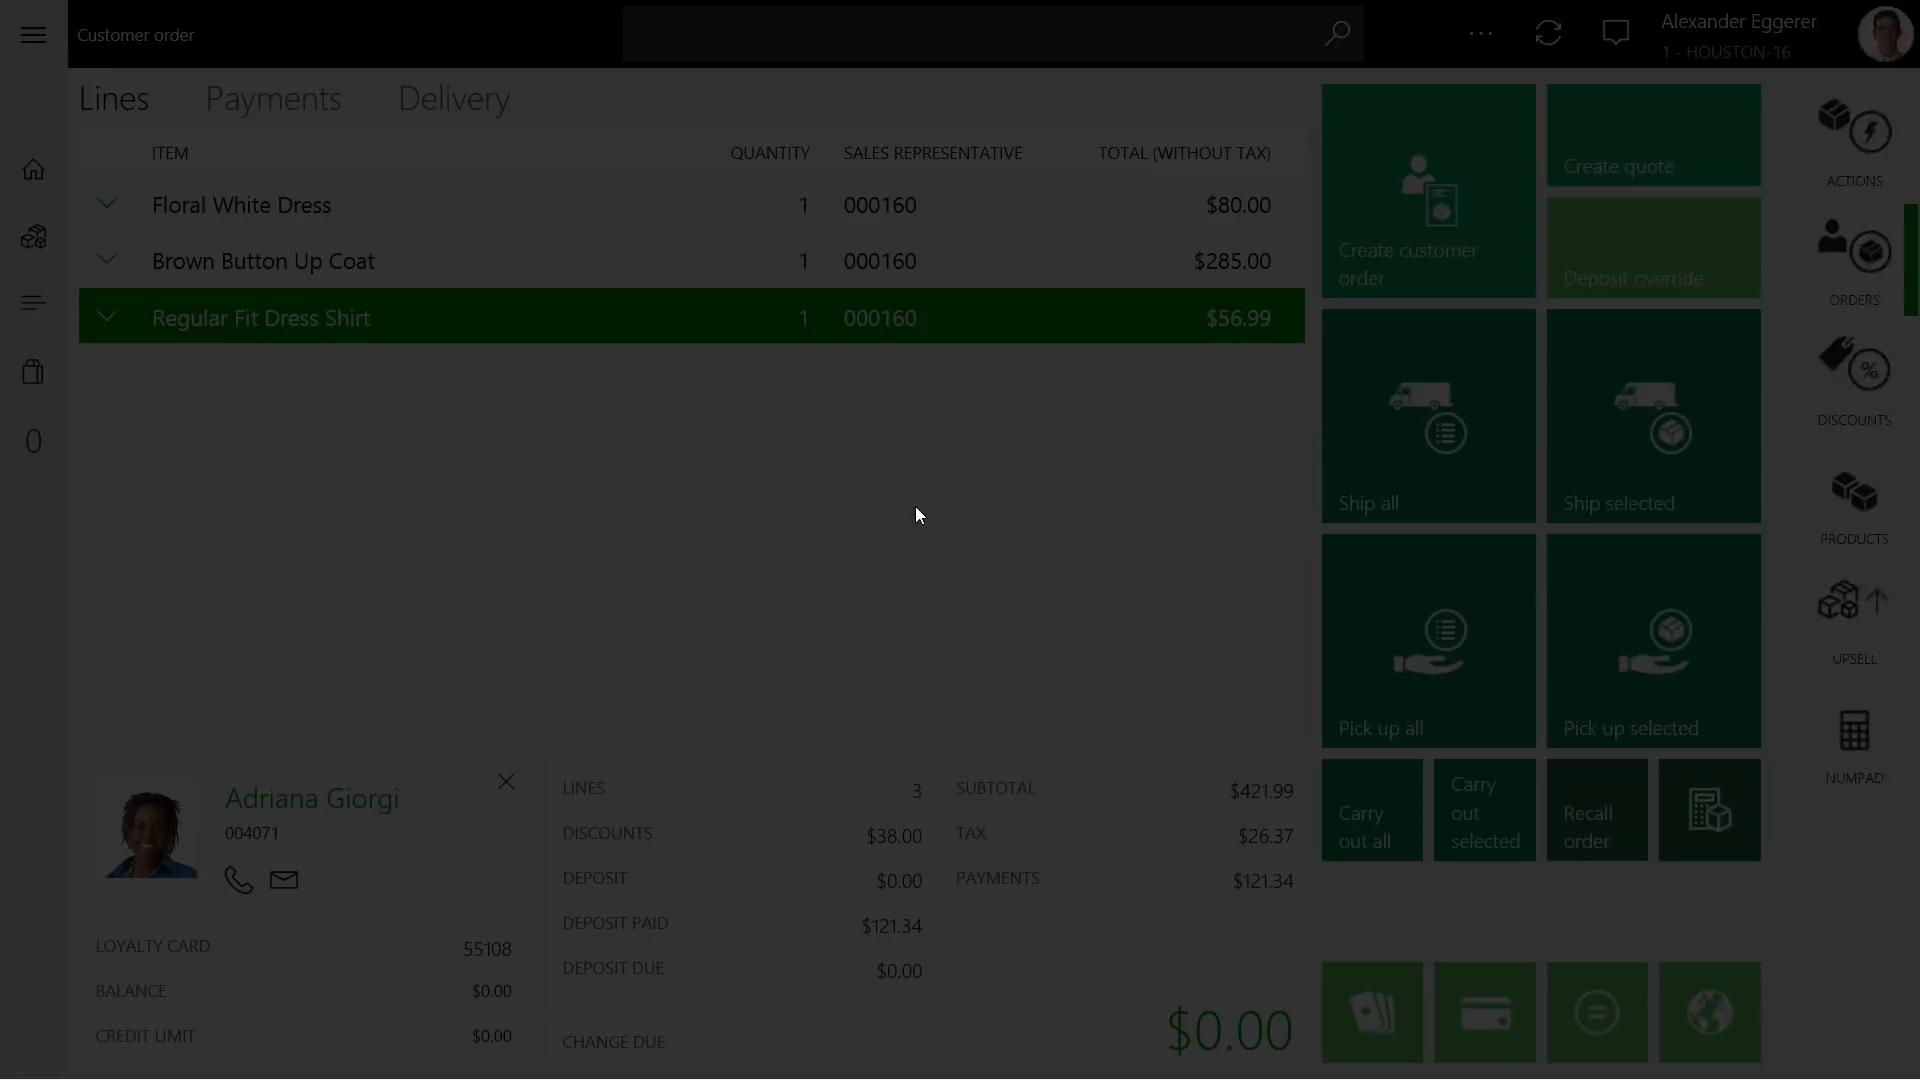 Customer order
Alexander Eggerer
1 - HOUSTON-16
Lines Payments Delivery
ITEM QUANTITY SALES REPRESENTATIVE TOTAL (WITHOUT TAX)
Floral White Dress 1 000160 $80.00
Brown Button Up Coat 1 000160 $285.00
Regular Fit Dress Shirt 1 000160 $56.99
0
Adriana Giorgi
004071
LOYALTY CARD 55108
BALANCE $0.00
CREDIT LIMIT $0.00
LINES 3
DISCOUNTS $38.00
DEPOSIT $0.00
DEPOSIT PAID $121.34
DEPOSIT DUE $0.00
SUBTOTAL $421.99
TAX $26.37
PAYMENTS $121.34
CHANGE DUE $0.00
Create customer
order
Create quote
Deposit override
Ship all
Ship selected
Pick up all
Pick up selected
Carry
out all
Carry
out
selected
Recall
order
ACTIONS
ORDERS
DISCOUNTS
PRODUCTS
UPSELL
NUMPAD